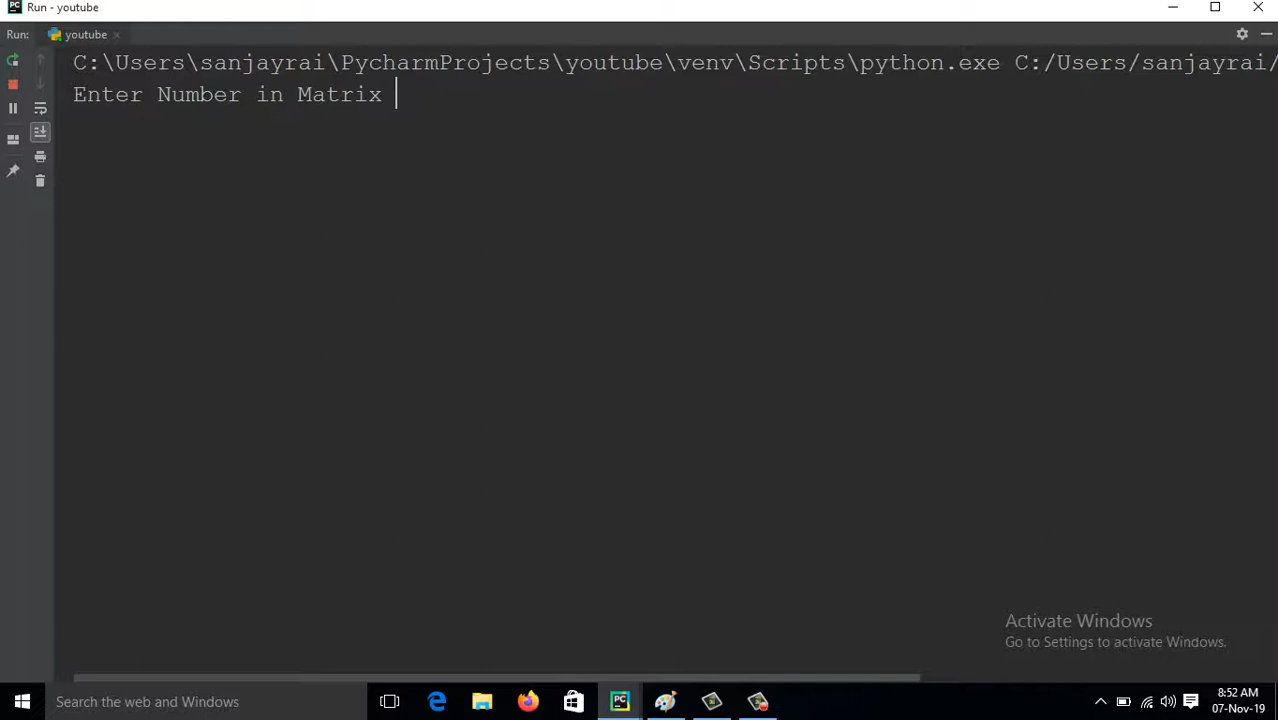 Run - youtube
Run: youtube
C:\Users\sanjayrai\PycharmProjects\youtube\venv\Scripts\python.exe C:/Users/sanjayrai/
Enter Number in Matrix
Activate Windows
Go to Settings to activate Windows.
Search the web and Windows
8:52 AM
07-Nov-19